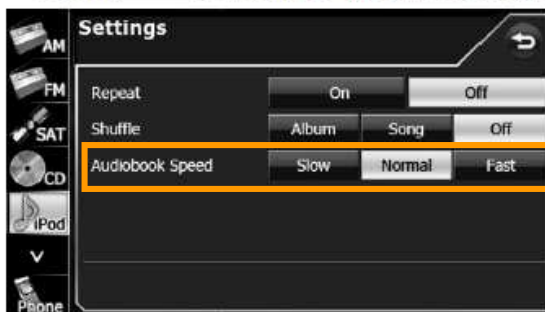 Settings
AM
FM
SAT
CD
iPod
Phone
Repeat On Off
Shuffle Album Song Off
Audiobook Speed Slow Normal Fast